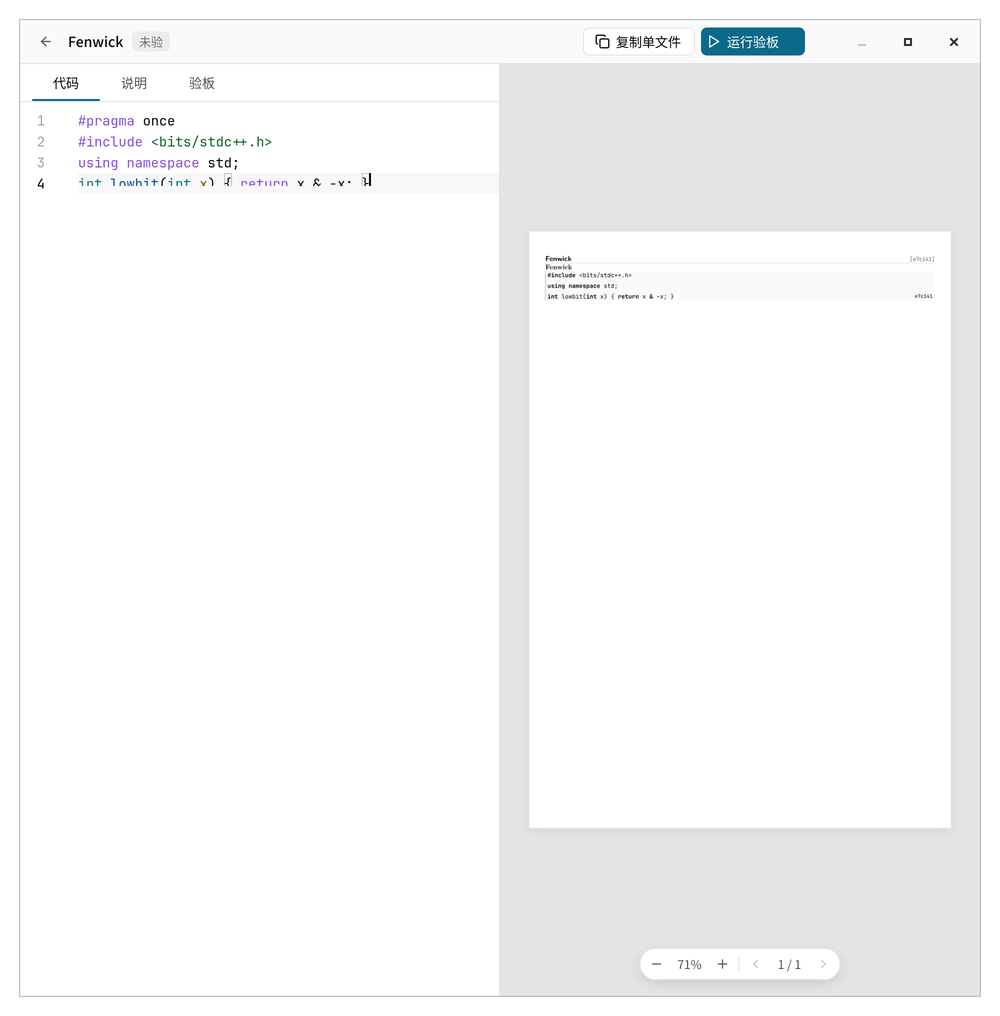 Fenwick 未验 复制单文件 运行验板
代码 说明 验板
1 #pragma once
2 #include <bits/stdc++.h>
3 using namespace std;
4 int lowbit(int x) { return x & -x; }
Fenwick [e7c141]
Fenwick
#include <bits/stdc++.h>
using namespace std;
int lowbit(int x) { return x & -x; } e7c141
71% 1 / 1